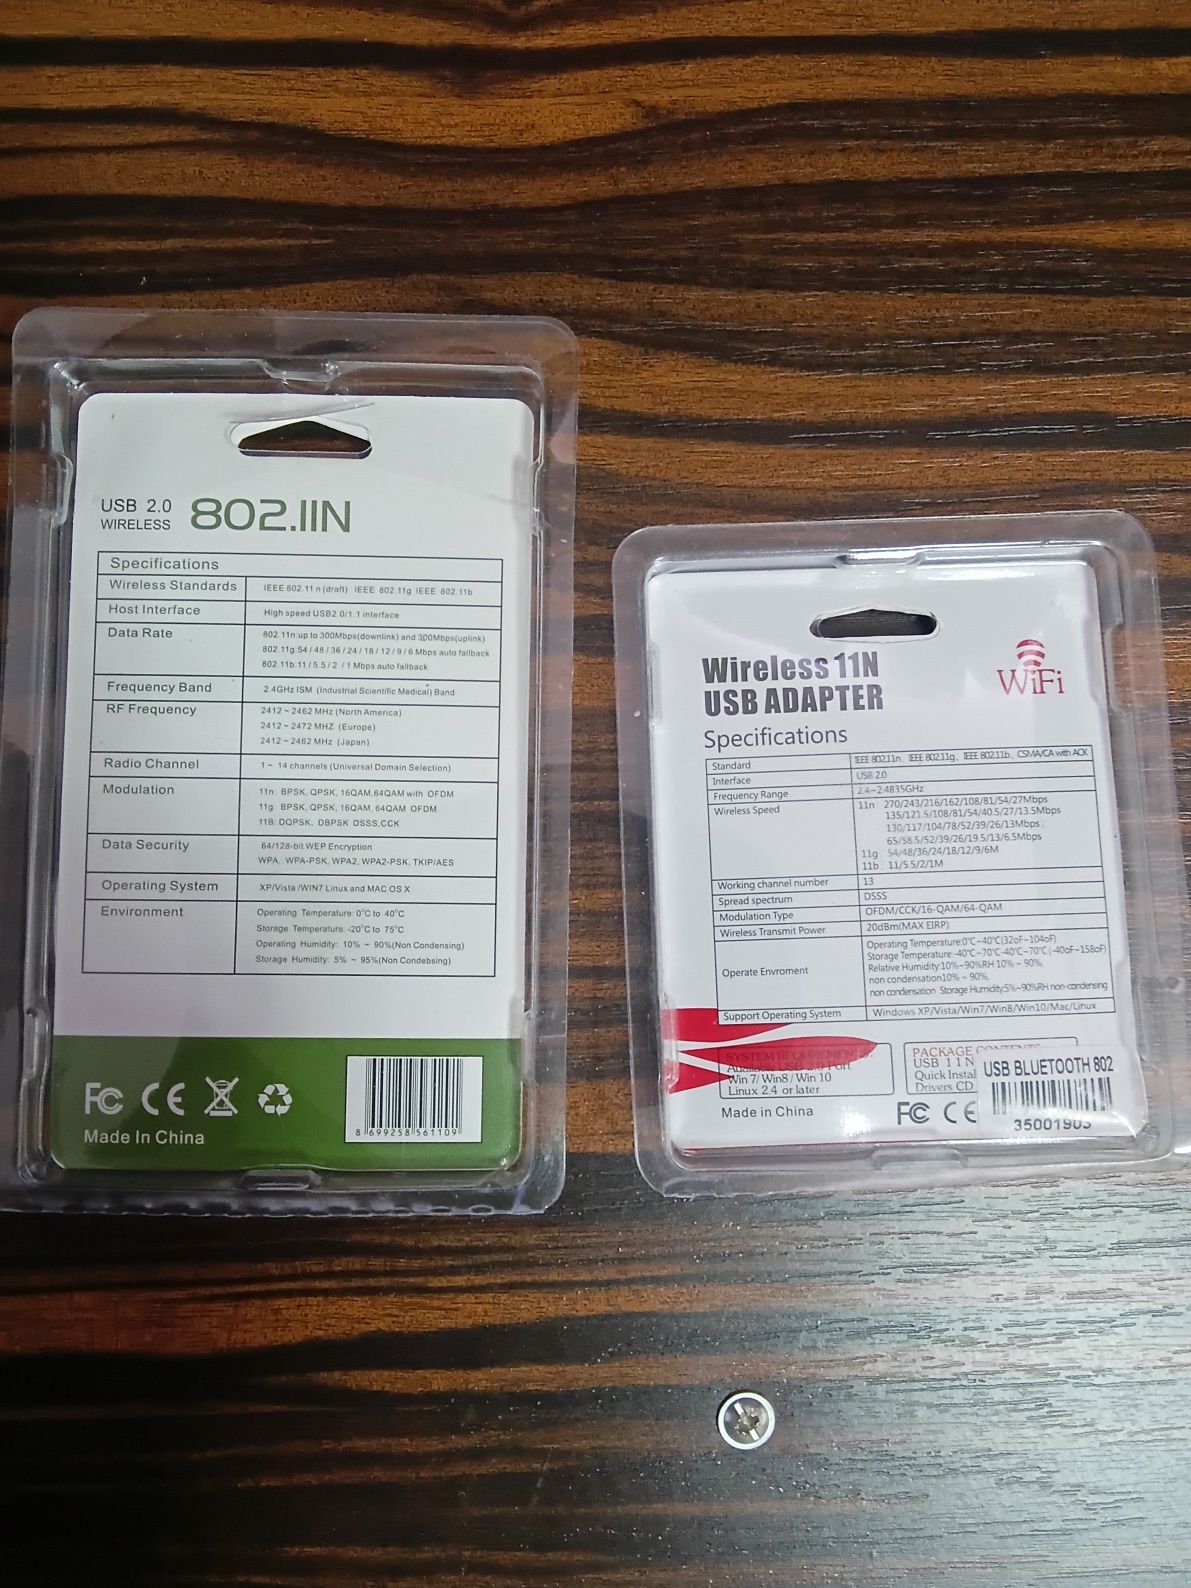 USB 2.0
WIRELESS
802.11N
Specifications
Wireless Standards IEEE 802.11 n (draft) IEEE 802.11g IEEE 802.11b
Host Interface High speed USB2.0/1.1 interface
Data Rate 802.11n up to 300Mbps(downlink) and 300Mbps(uplink)
802.11g 54 / 48 / 36 / 24 / 18 / 12 / 9 / 6 Mbps auto fallback
802.11b 11 / 5.5 / 2 / 1 Mbps auto fallback
Frequency Band 2.4GHz ISM (Industrial Scientific Medical) Band
RF Frequency 2412 ~ 2462 MHz (North America)
2412 ~ 2472 MHZ (Europe)
2412 ~ 2462 MHz (Japan)
Radio Channel 1 ~ 14 channels (Universal Domain Selection)
Modulation 11n: BPSK, QPSK, 16QAM,64QAM with OFDM
11g: BPSK, QPSK, 16QAM, 64QAM OFDM
11B: DQPSK, DBPSK DSSS,CCK
Data Security 64/128-bit WEP Encryption
WPA, WPA-PSK, WPA2, WPA2-PSK, TKIP/AES
Operating System XP/Vista /WIN7 Linux and MAC OS X
Environment Operating Temperature: 0°C to 40°C
Storage Temperature: -20°C to 75°C
Operating Humidity: 10% ~ 90%(Non Condensing)
Storage Humidity: 5% ~ 95%(Non Condebsing)
FC CE
Made In China
8 699258 561109
Wireless 11N
USB ADAPTER
WiFi
Specifications
Standard IEEE 802.11n、IEEE 802.11g、IEEE 802.11b、CSMA/CA with ACK
Interface USB 2.0
Frequency Range 2.4~2.4835GHz
Wireless Speed 11n: 270/243/216/162/108/81/54/27Mbps
135/121.5/108/81/54/40.5/27/13.5Mbps
130/117/104/78/52/39/26/13Mbps;
65/58.5/52/39/26/19.5/13/6.5Mbps
11g: 54/48/36/24/18/12/9/6M
11b: 11/5.5/2/1M
Working channel number 13
Spread spectrum DSSS
Modulation Type OFDM/CCK/16-QAM/64-QAM
Wireless Transmit Power 20dBm(MAX EIRP)
Operate Envroment Operating Temperature:0℃~40℃(32oF~104oF)
Storage Temperature:-40℃~70℃-40℃~70℃ (-40oF~158oF)
Relative Humidity:10%~90%RH 10% ~ 90%,
non condensation10% ~ 90%,
non condensation Storage Humidity:5%~90%RH non-condensing
Support Operating System Windows XP/Vista/Win7/Win8/Win10/Mac/Linux
SYSTEM REQUIREMENTS:
USB 2.0 Port
Win 7/ Win8 / Win 10
Linux 2.4 or later
PACKAGE CONTENTS
USB 11N
Quick Instal
Drivers CD
Made in China
FC CE
USB BLUETOOTH 802
35001903